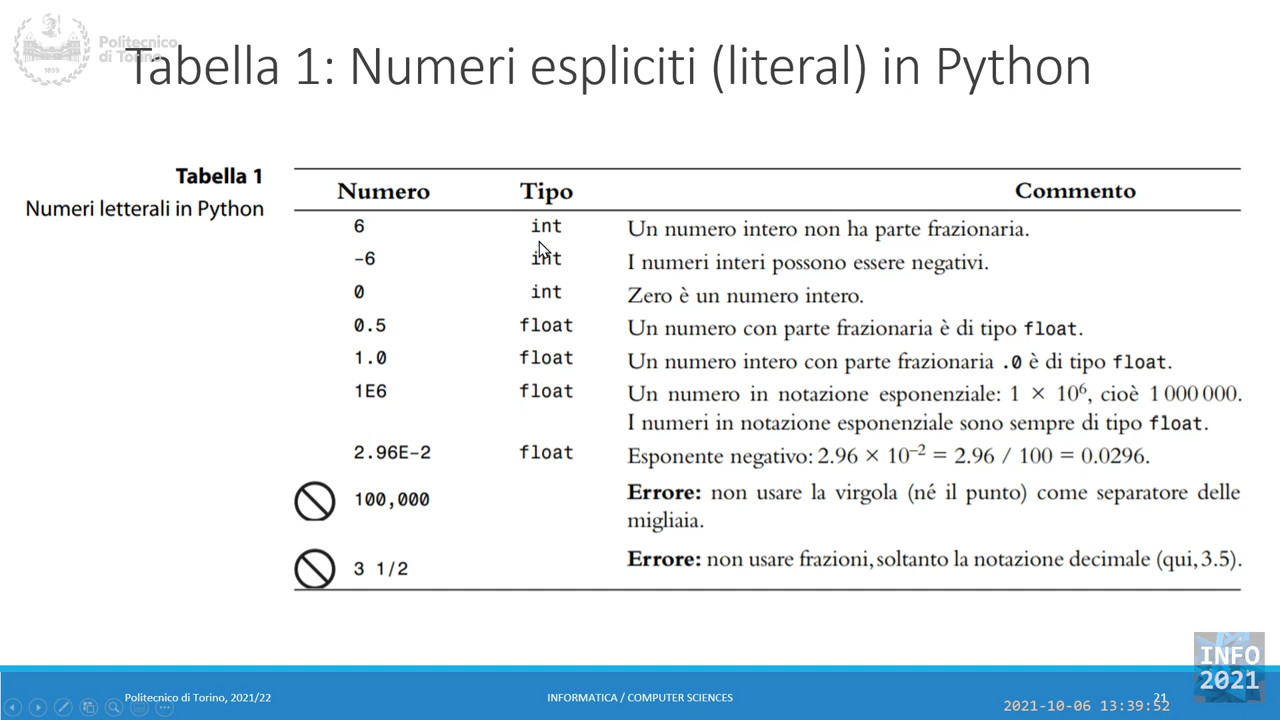 Politecnico
di Torino
1859
Tabella 1: Numeri espliciti (literal) in Python
Tabella 1
Numeri letterali in Python
Numero Tipo Commento
6 int Un numero intero non ha parte frazionaria.
-6 int I numeri interi possono essere negativi.
0 int Zero è un numero intero.
0.5 float Un numero con parte frazionaria è di tipo float.
1.0 float Un numero intero con parte frazionaria .0 è di tipo float.
1E6 float Un numero in notazione esponenziale: 1 × 10⁶, cioè 1 000 000.
I numeri in notazione esponenziale sono sempre di tipo float.
2.96E-2 float Esponente negativo: 2.96 × 10⁻² = 2.96 / 100 = 0.0296.
100,000 Errore: non usare la virgola (né il punto) come separatore delle
migliaia.
3 1/2 Errore: non usare frazioni, soltanto la notazione decimale (qui, 3.5).
INFO
2021
Politecnico di Torino, 2021/22 INFORMATICA / COMPUTER SCIENCES 21
2021-10-06 13:39:52